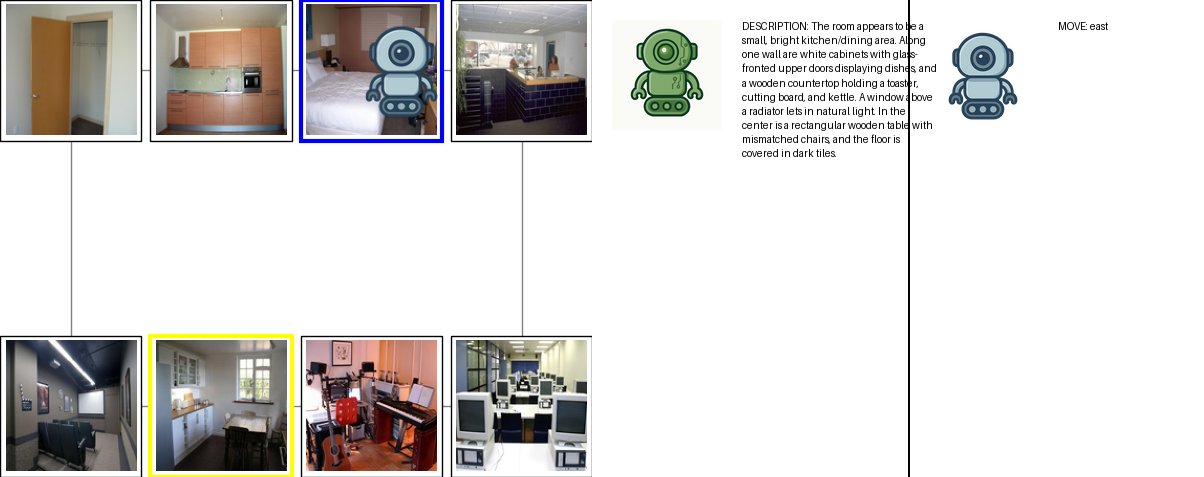 DESCRIPTION: The room appears to be a
small, bright kitchen/dining area. Along
one wall are white cabinets with glass-
fronted upper doors displaying dishes, and
a wooden countertop holding a toaster,
cutting board, and kettle. A window above
a radiator lets in natural light. In the
center is a rectangular wooden table with
mismatched chairs, and the floor is
covered in dark tiles.
MOVE: east